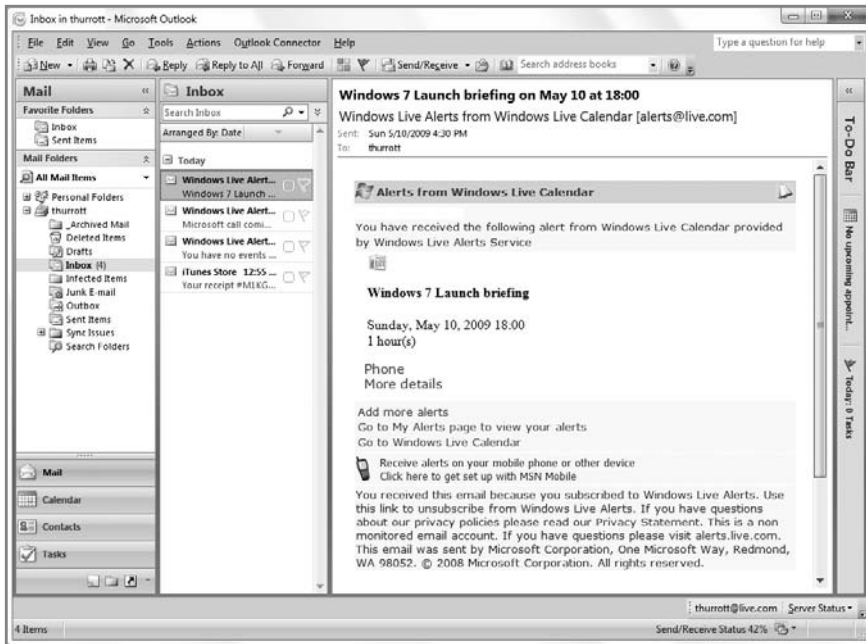 Inbox in thurrott - Microsoft Outlook
File Edit View Go Tools Actions Outlook Connector Help
Type a question for help
New Reply Reply to All Forward Send/Receive Search address books
Mail
Favorite Folders
Inbox
Sent Items
Mail Folders
All Mail Items
Personal Folders
thurrott
_Archived Mail
Deleted Items
Drafts
Inbox (4)
Infected Items
Junk E-mail
Outbox
Sent Items
Sync Issues
Search Folders
Mail
Calendar
Contacts
Tasks
Inbox
Search Inbox
Arranged By: Date
Today
Windows Live Alert...
Windows 7 Launch ...
Windows Live Alert...
Microsoft call comi...
Windows Live Alert...
You have no events ...
iTunes Store 12:55 ...
Your receipt #M1KG...
Windows 7 Launch briefing on May 10 at 18:00
Windows Live Alerts from Windows Live Calendar [alerts@live.com]
Sent: Sun 5/10/2009 4:30 PM
To: thurrott
Alerts from Windows Live Calendar
You have received the following alert from Windows Live Calendar provided
by Windows Live Alerts Service
Windows 7 Launch briefing
Sunday, May 10, 2009 18:00
1 hour(s)
Phone
More details
Add more alerts
Go to My Alerts page to view your alerts
Go to Windows Live Calendar
Receive alerts on your mobile phone or other device
Click here to get set up with MSN Mobile
You received this email because you subscribed to Windows Live Alerts. Use
this link to unsubscribe from Windows Live Alerts. If you have questions
about our privacy policies please read our Privacy Statement. This is a non
monitored email account. If you have questions please visit alerts.live.com.
This email was sent by Microsoft Corporation, One Microsoft Way, Redmond,
WA 98052. © 2008 Microsoft Corporation. All rights reserved.
To-Do Bar
No upcoming appoint...
Today: 0 Tasks
thurrott@live.com Server Status
4 Items
Send/Receive Status 42%